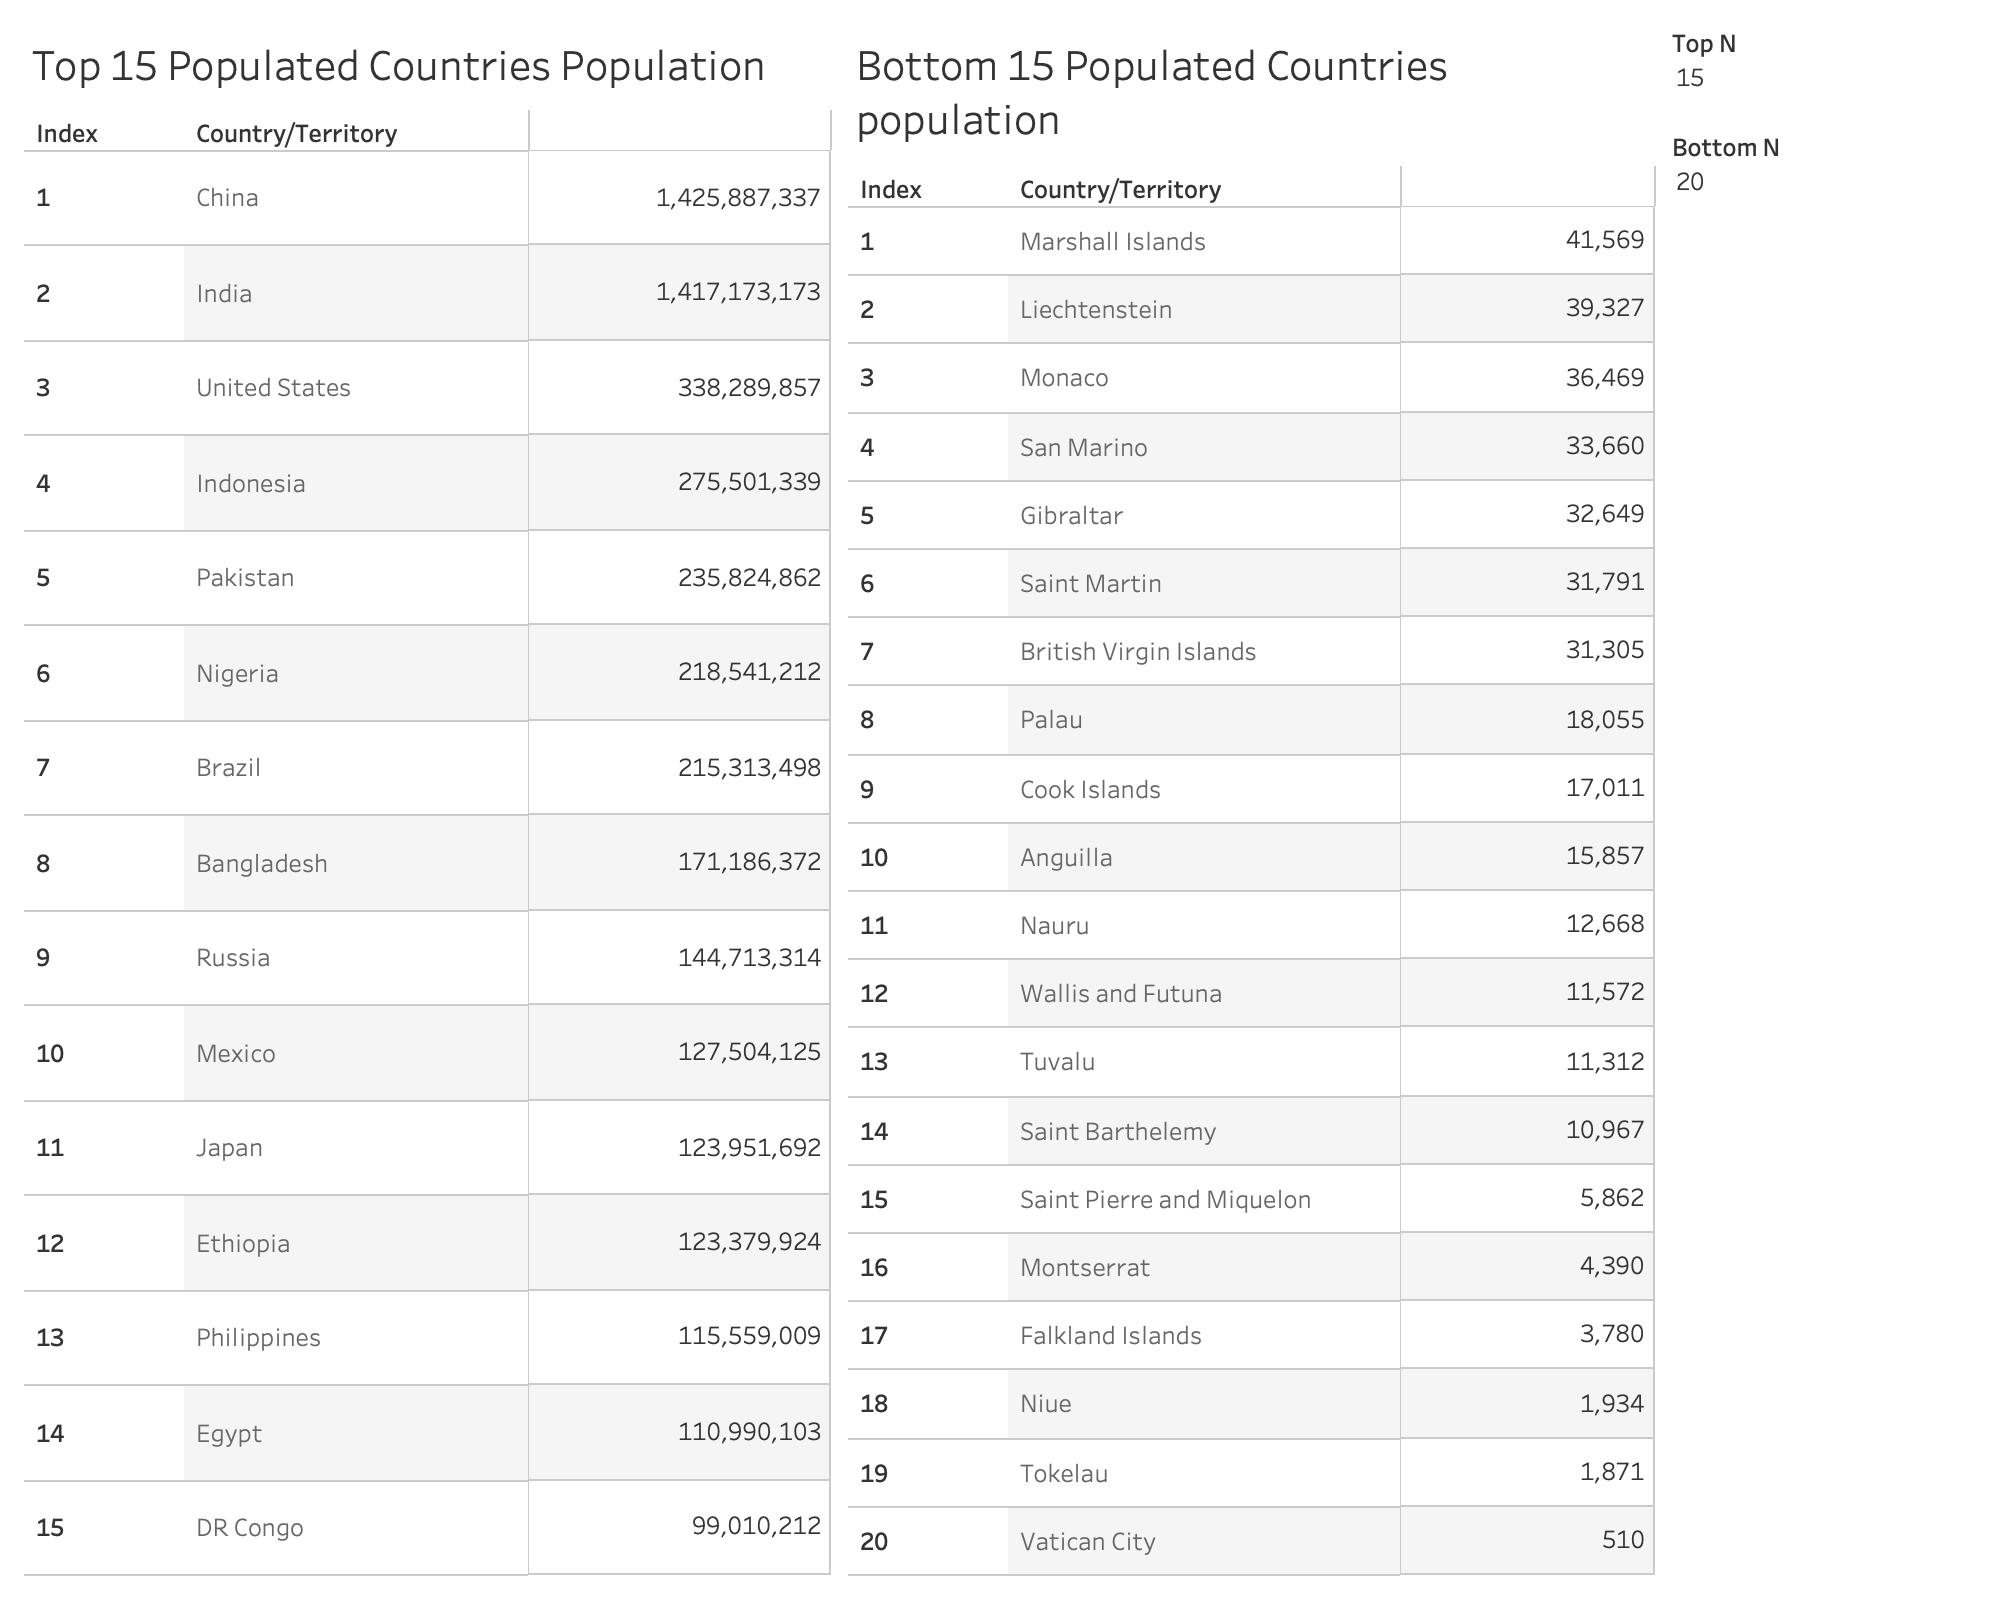 Top 15 Populated Countries Population
Index Country/Territory
1 China 1,425,887,337
2 India 1,417,173,173
3 United States 338,289,857
4 Indonesia 275,501,339
5 Pakistan 235,824,862
6 Nigeria 218,541,212
7 Brazil 215,313,498
8 Bangladesh 171,186,372
9 Russia 144,713,314
10 Mexico 127,504,125
11 Japan 123,951,692
12 Ethiopia 123,379,924
13 Philippines 115,559,009
14 Egypt 110,990,103
15 DR Congo 99,010,212
Bottom 15 Populated Countries
population
Index Country/Territory
1 Marshall Islands 41,569
2 Liechtenstein 39,327
3 Monaco 36,469
4 San Marino 33,660
5 Gibraltar 32,649
6 Saint Martin 31,791
7 British Virgin Islands 31,305
8 Palau 18,055
9 Cook Islands 17,011
10 Anguilla 15,857
11 Nauru 12,668
12 Wallis and Futuna 11,572
13 Tuvalu 11,312
14 Saint Barthelemy 10,967
15 Saint Pierre and Miquelon 5,862
16 Montserrat 4,390
17 Falkland Islands 3,780
18 Niue 1,934
19 Tokelau 1,871
20 Vatican City 510
Top N
15
Bottom N
20